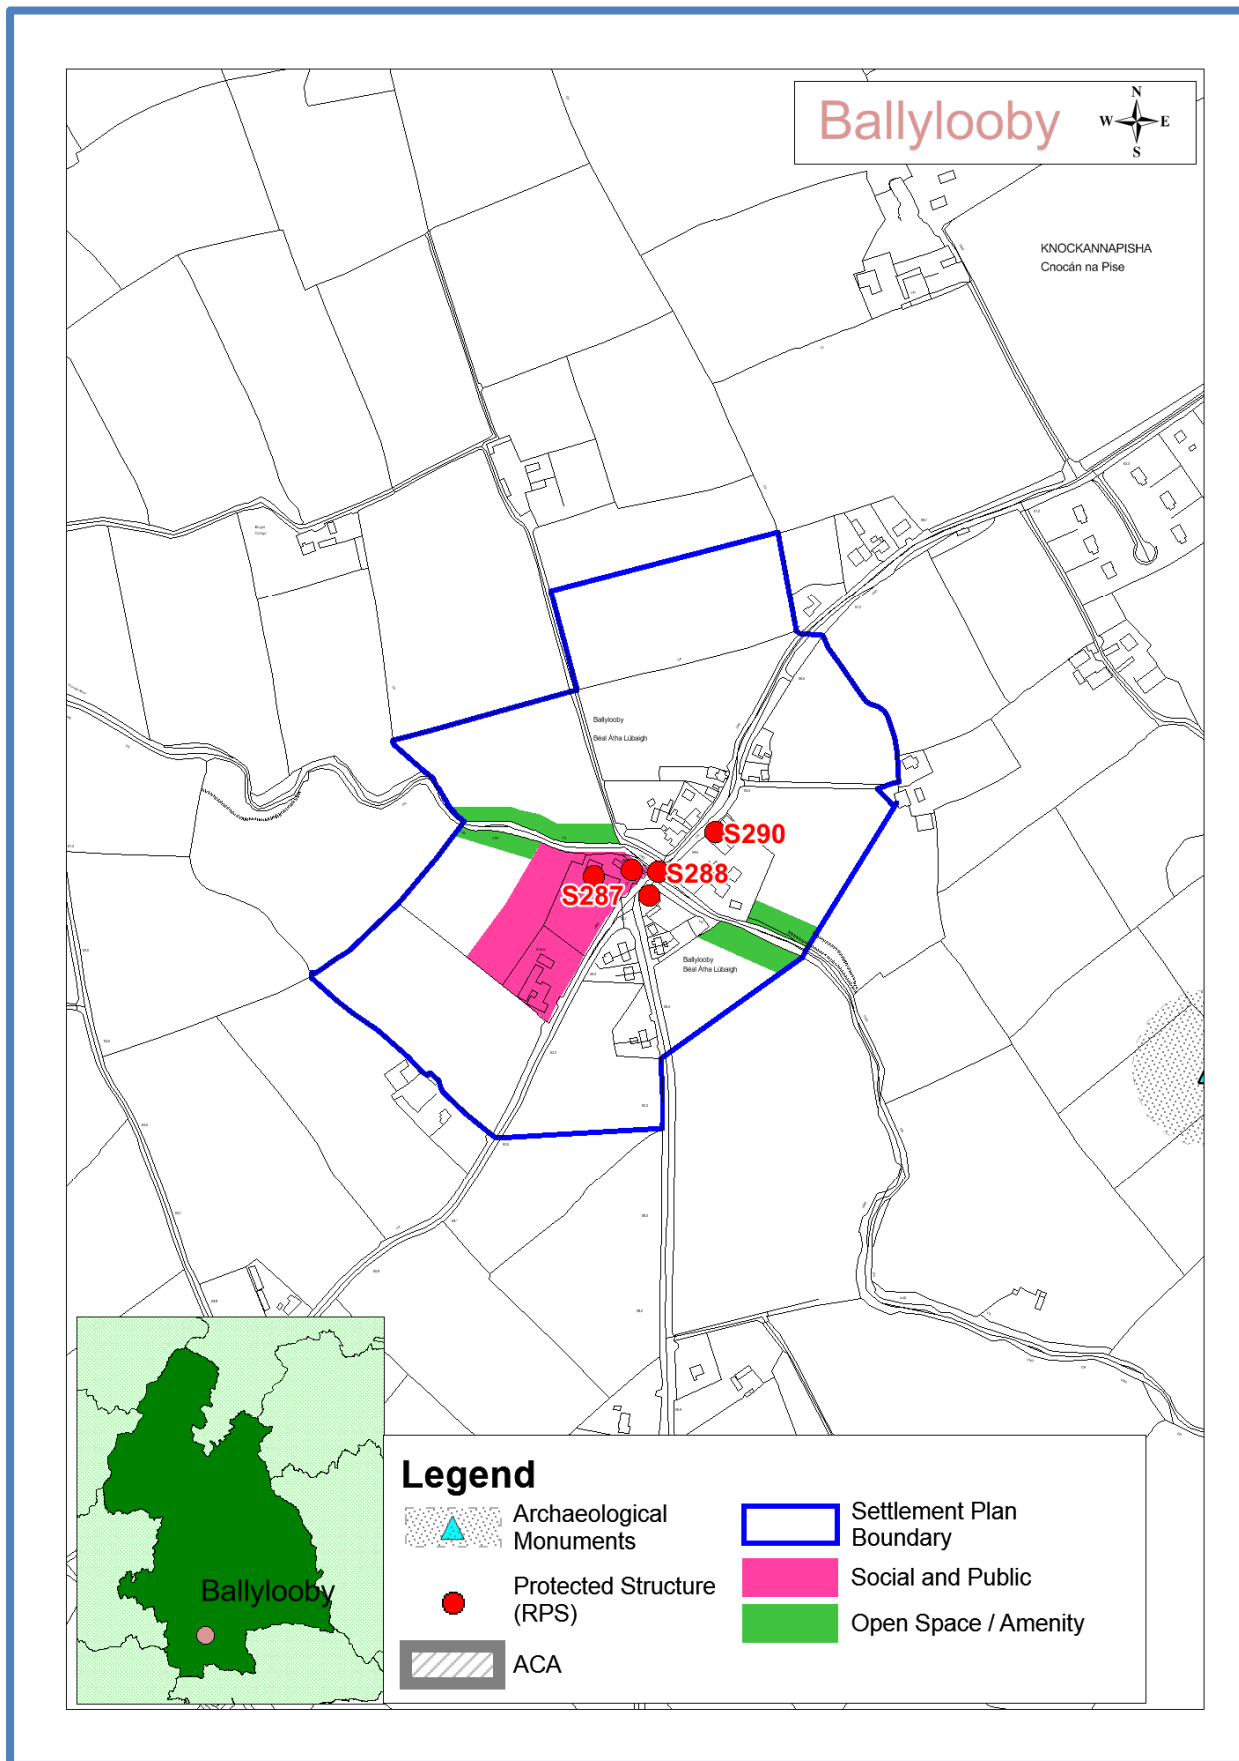 Ballylooby
N
W E
S
KNOCKANNAPISHA
Cnocán na Pise
Ballylooby
Béal Átha Lúbaigh
S290
S288
S287
Ballylooby
Béal Átha Lúbaigh
Ballylooby
Legend
Archaeological
Monuments
Protected Structure
(RPS)
ACA
Settlement Plan
Boundary
Social and Public
Open Space / Amenity